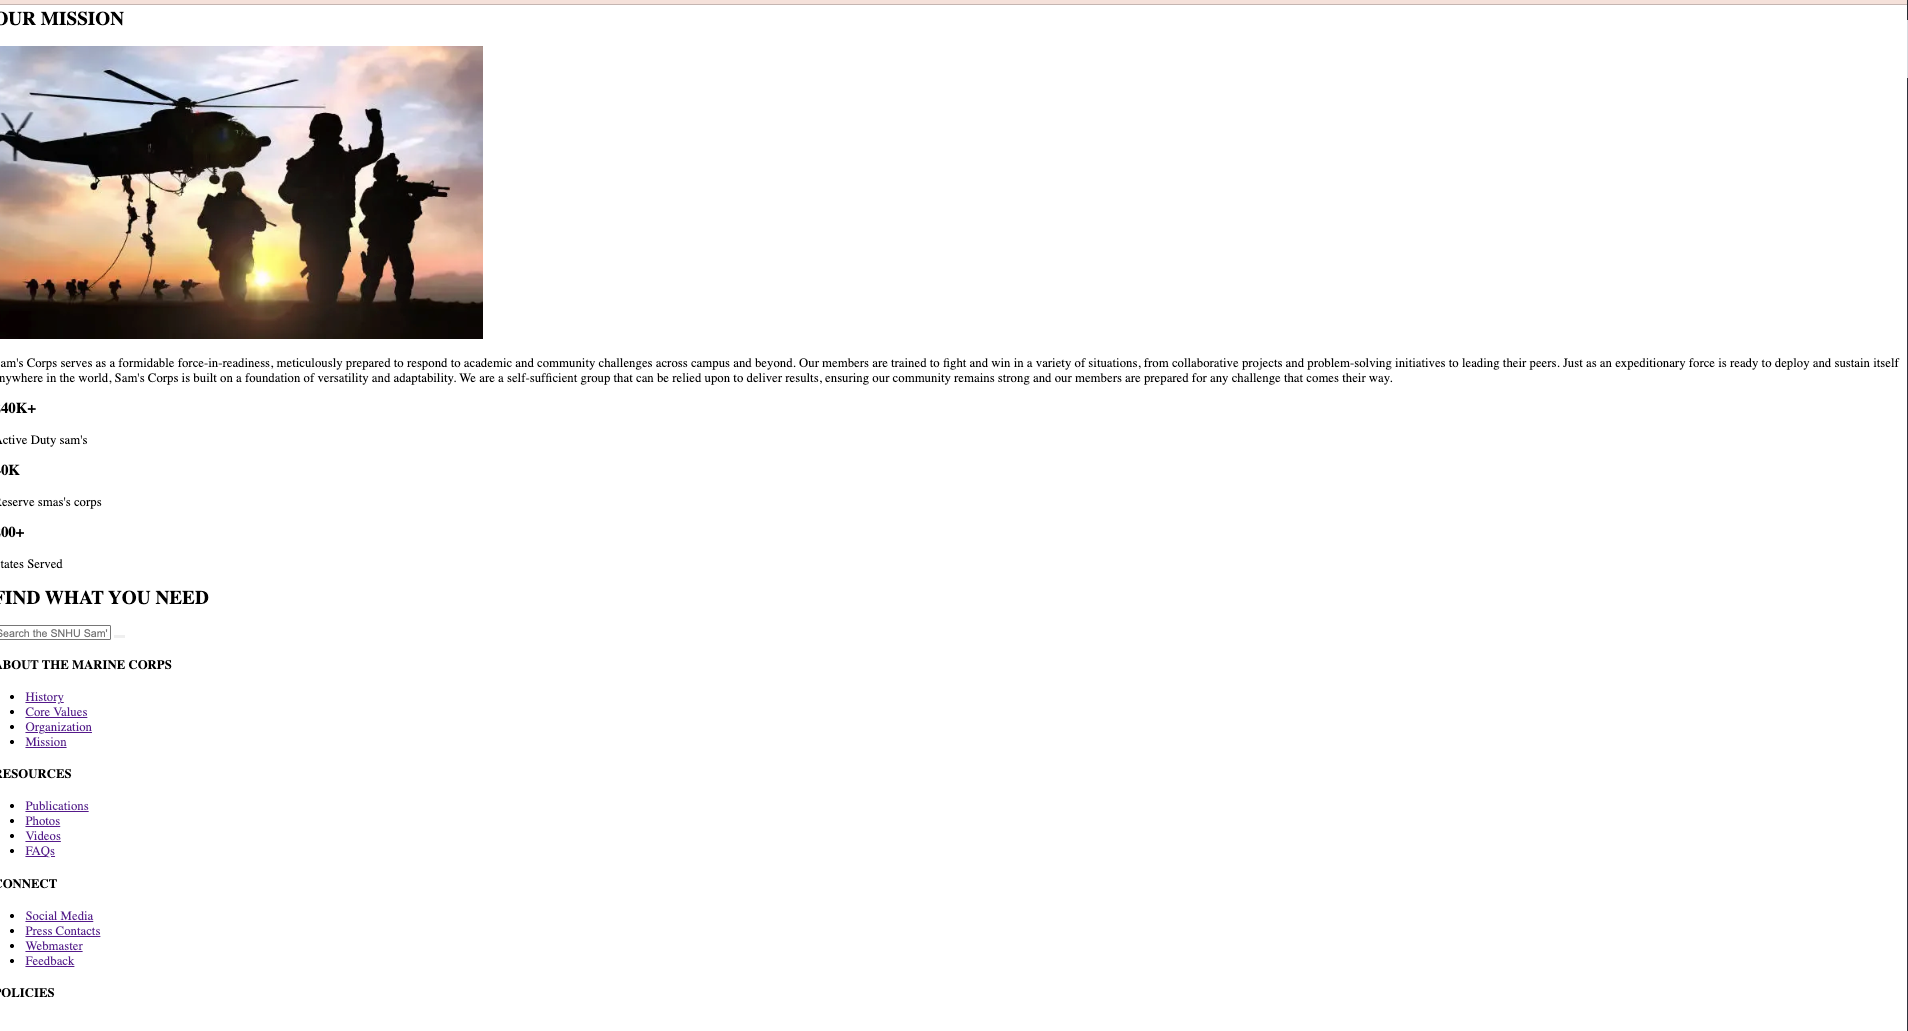 OUR MISSION
am's Corps serves as a formidable force-in-readiness, meticulously prepared to respond to academic and community challenges across campus and beyond. Our members are trained to fight and win in a variety of situations, from collaborative projects and problem-solving initiatives to leading their peers. Just as an expeditionary force is ready to deploy and sustain itself
nywhere in the world, Sam's Corps is built on a foundation of versatility and adaptability. We are a self-sufficient group that can be relied upon to deliver results, ensuring our community remains strong and our members are prepared for any challenge that comes their way.
40K+
Active Duty sam's
0K
Reserve smas's corps
00+
tates Served
FIND WHAT YOU NEED
Search the SNHU Sam'
ABOUT THE MARINE CORPS
• History
• Core Values
• Organization
• Mission
RESOURCES
• Publications
• Photos
• Videos
• FAQs
CONNECT
• Social Media
• Press Contacts
• Webmaster
• Feedback
POLICIES